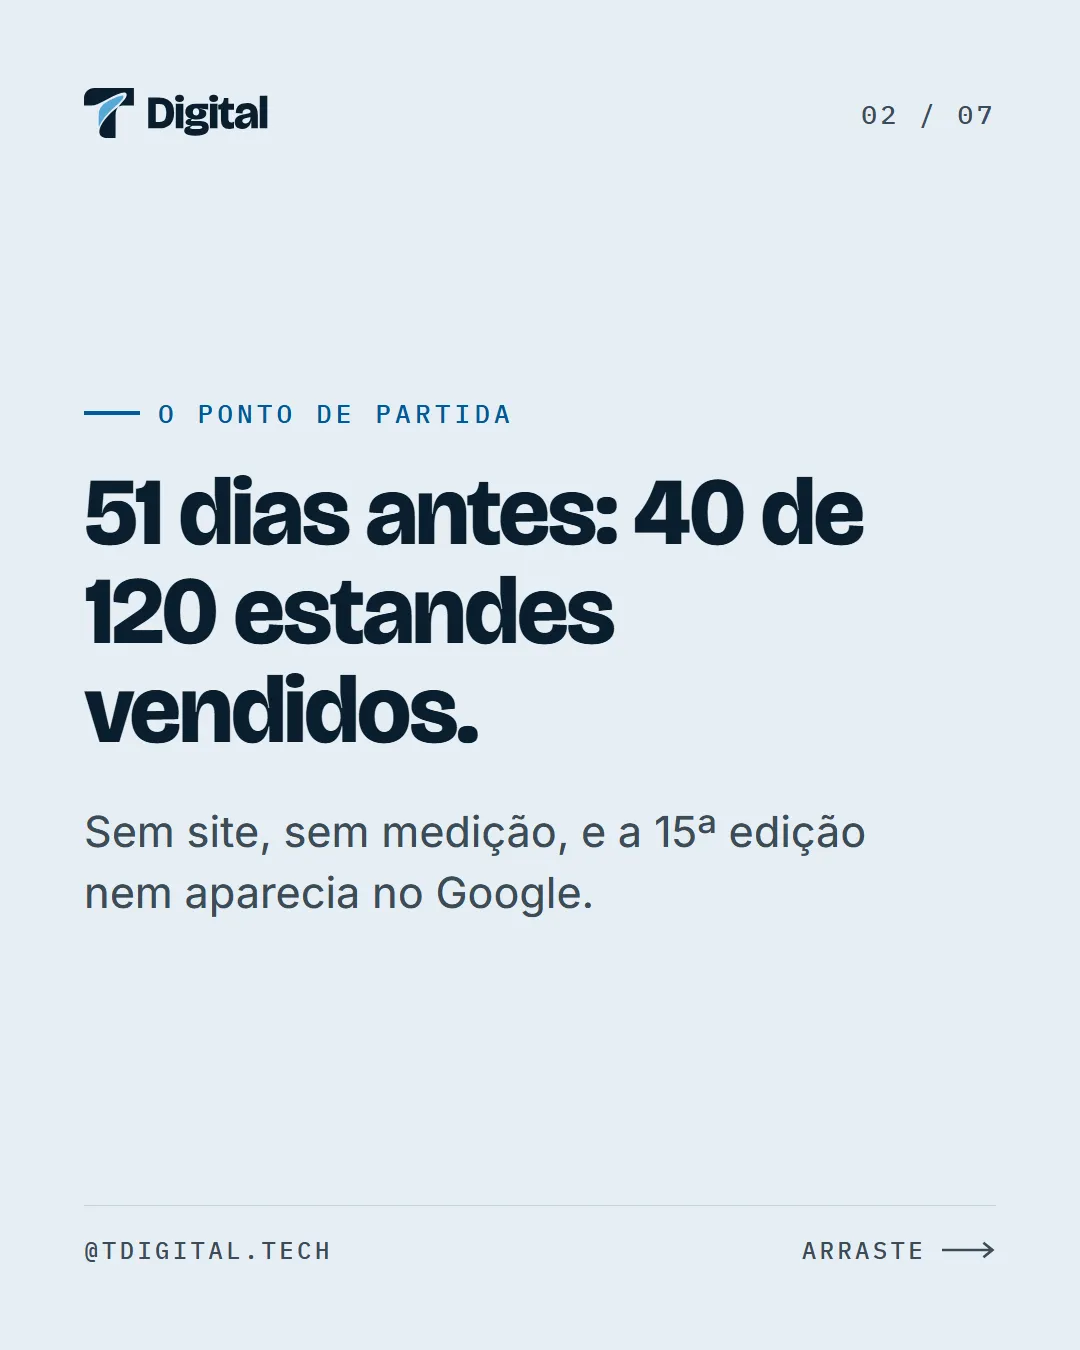 Digital
02 / 07
O PONTO DE PARTIDA
51 dias antes: 40 de
120 estandes
vendidos.
Sem site, sem medição, e a 15ª edição
nem aparecia no Google.
@TDIGITAL.TECH
ARRASTE